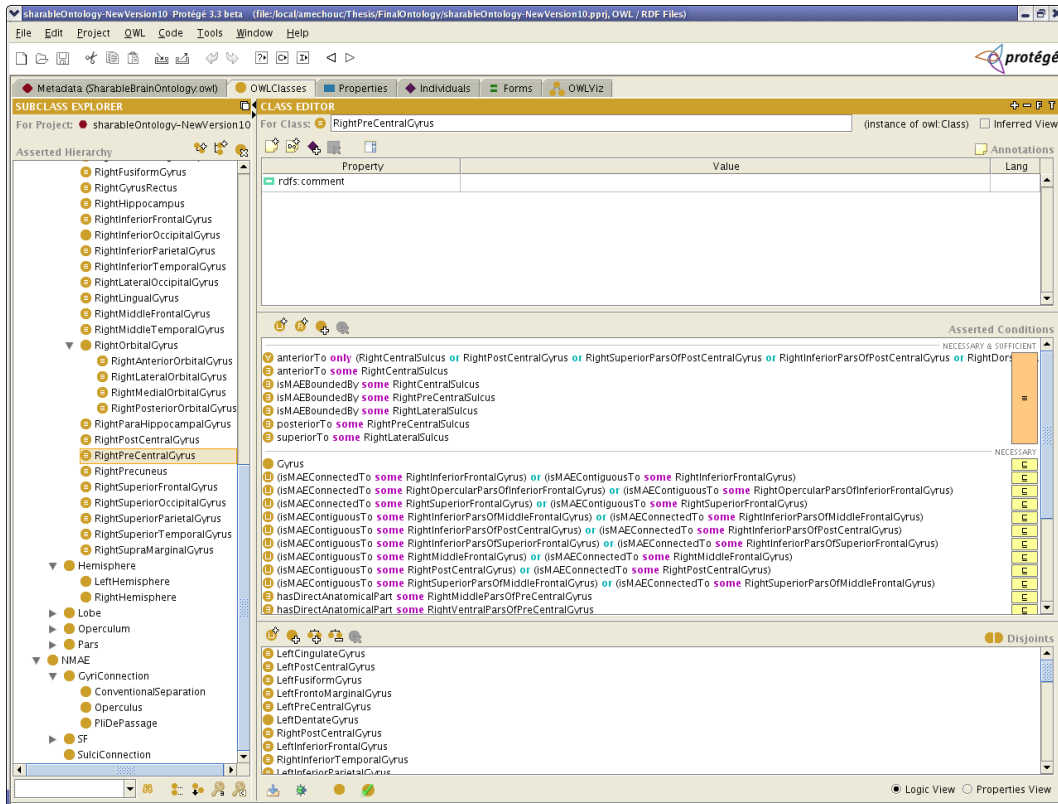 sharableOntology-NewVersion10 Protégé 3.3 beta (file:/local/amechouc/Thesis/FinalOntology/sharableOntology-NewVersion10.pprj, OWL / RDF Files)
File Edit Project OWL Code Tools Window Help
protégé
Metadata (SharableBrainOntology.owl) OWLClasses Properties Individuals Forms OWLViz
SUBCLASS EXPLORER
For Project: sharableOntology-NewVersion10
Asserted Hierarchy
RightFusiformGyrus
RightGyrusRectus
RightHippocampus
RightInferiorFrontalGyrus
RightInferiorOccipitalGyrus
RightInferiorParietalGyrus
RightInferiorTemporalGyrus
RightLateralOccipitalGyrus
RightLingualGyrus
RightMiddleFrontalGyrus
RightMiddleTemporalGyrus
RightOrbitalGyrus
RightAnteriorOrbitalGyrus
RightLateralOrbitalGyrus
RightMedialOrbitalGyrus
RightPosteriorOrbitalGyrus
RightParaHippocampalGyrus
RightPostCentralGyrus
RightPreCentralGyrus
RightPrecuneus
RightSuperiorFrontalGyrus
RightSuperiorOccipitalGyrus
RightSuperiorParietalGyrus
RightSuperiorTemporalGyrus
RightSupraMarginalGyrus
Hemisphere
LeftHemisphere
RightHemisphere
Lobe
Operculum
Pars
NMAE
GyriConnection
ConventionalSeparation
Operculus
PliDePassage
SF
SulciConnection
CLASS EDITOR
For Class: RightPreCentralGyrus (instance of owl:Class) Inferred View
Annotations
Property Value Lang
rdfs:comment
Asserted Conditions
NECESSARY & SUFFICIENT
anteriorTo only (RightCentralSulcus or RightPostCentralGyrus or RightSuperiorParsOfPostCentralGyrus or RightInferiorParsOfPostCentralGyrus or RightDors...
anteriorTo some RightCentralSulcus
isMAEBoundedBy some RightCentralSulcus
isMAEBoundedBy some RightPreCentralSulcus
isMAEBoundedBy some RightLateralSulcus
posteriorTo some RightPreCentralSulcus
superiorTo some RightLateralSulcus
NECESSARY
Gyrus
(isMAEConnectedTo some RightInferiorFrontalGyrus) or (isMAEContiguousTo some RightInferiorFrontalGyrus)
(isMAEConnectedTo some RightOpercularParsOfInferiorFrontalGyrus) or (isMAEContiguousTo some RightOpercularParsOfInferiorFrontalGyrus)
(isMAEConnectedTo some RightSuperiorFrontalGyrus) or (isMAEContiguousTo some RightSuperiorFrontalGyrus)
(isMAEContiguousTo some RightInferiorParsOfMiddleFrontalGyrus) or (isMAEConnectedTo some RightInferiorParsOfMiddleFrontalGyrus)
(isMAEContiguousTo some RightInferiorParsOfPostCentralGyrus) or (isMAEConnectedTo some RightInferiorParsOfPostCentralGyrus)
(isMAEContiguousTo some RightInferiorParsOfSuperiorFrontalGyrus) or (isMAEConnectedTo some RightInferiorParsOfSuperiorFrontalGyrus)
(isMAEContiguousTo some RightMiddleFrontalGyrus) or (isMAEConnectedTo some RightMiddleFrontalGyrus)
(isMAEContiguousTo some RightPostCentralGyrus) or (isMAEConnectedTo some RightPostCentralGyrus)
(isMAEContiguousTo some RightSuperiorParsOfMiddleFrontalGyrus) or (isMAEConnectedTo some RightSuperiorParsOfMiddleFrontalGyrus)
hasDirectAnatomicalPart some RightMiddleParsOfPreCentralGyrus
hasDirectAnatomicalPart some RightVentralParsOfPreCentralGyrus
Disjoints
LeftCingulateGyrus
LeftPostCentralGyrus
LeftFusiformGyrus
LeftFrontoMarginalGyrus
LeftPreCentralGyrus
LeftDentateGyrus
RightPostCentralGyrus
LeftInferiorFrontalGyrus
RightInferiorTemporalGyrus
LeftInferiorParietalGyrus
Logic View Properties View